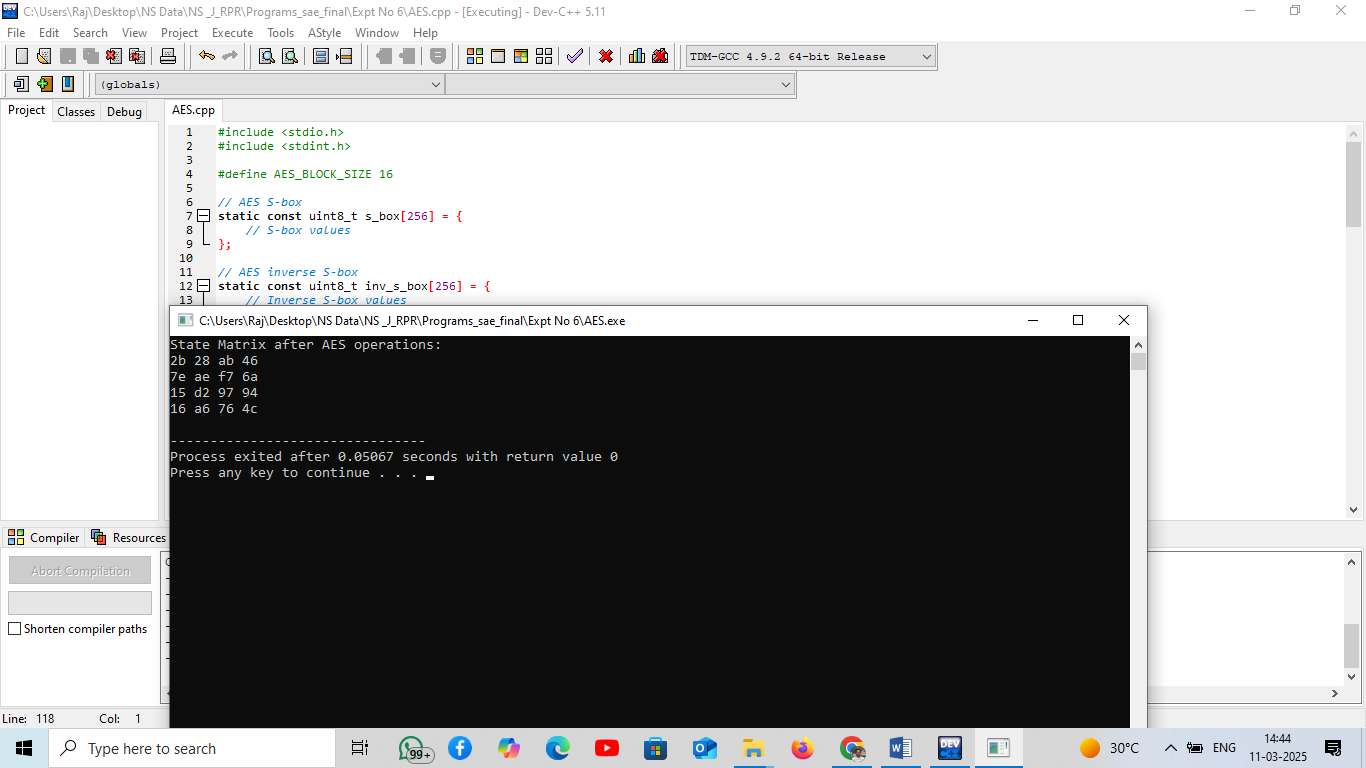 C:\Users\Raj\Desktop\NS Data\NS _J_RPR\Programs_sae_final\Expt No 6\AES.cpp - [Executing] - Dev-C++ 5.11
File Edit Search View Project Execute Tools AStyle Window Help
TDM-GCC 4.9.2 64-bit Release
(globals)
Project Classes Debug
AES.cpp
1 #include <stdio.h>
2 #include <stdint.h>
3
4 #define AES_BLOCK_SIZE 16
5
6 // AES S-box
7 static const uint8_t s_box[256] = {
8 // S-box values
9 };
10
11 // AES inverse S-box
12 static const uint8_t inv_s_box[256] = {
13 // Inverse S-box values
C:\Users\Raj\Desktop\NS Data\NS _J_RPR\Programs_sae_final\Expt No 6\AES.exe
State Matrix after AES operations:
2b 28 ab 46
7e ae f7 6a
15 d2 97 94
16 a6 76 4c
--------------------------------
Process exited after 0.05067 seconds with return value 0
Press any key to continue . . .
Compiler Resources
Abort Compilation
Shorten compiler paths
Line: 118 Col: 1
Type here to search
99+
DEV
30°C
ENG
14:44
11-03-2025